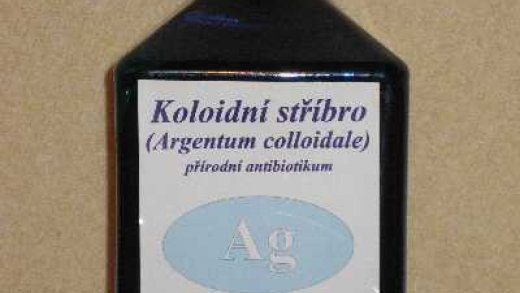 Koloidní stříbro
(Argentum colloidale)
přírodní antibiotikum
Ag